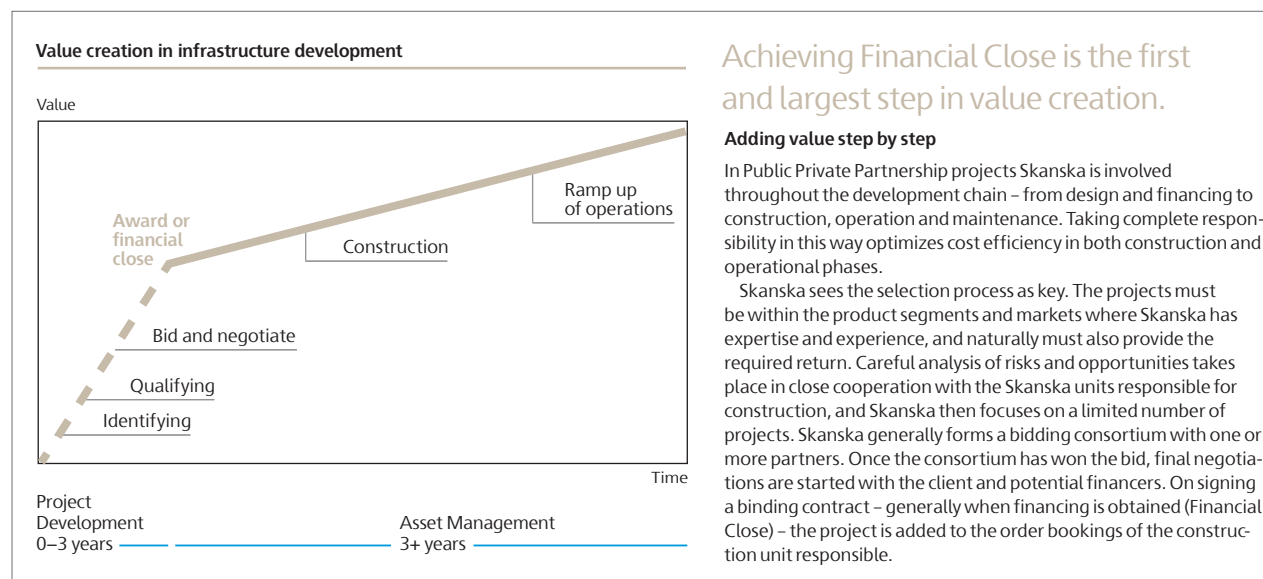 Value creation in infrastructure development
Value
Award or
financial
close
Ramp up
of operations
Construction
Bid and negotiate
Qualifying
Identifying
Time
Project
Development
0–3 years
Asset Management
3+ years
Achieving Financial Close is the first
and largest step in value creation.
Adding value step by step
In Public Private Partnership projects Skanska is involved
throughout the development chain – from design and financing to
construction, operation and maintenance. Taking complete respon-
sibility in this way optimizes cost efficiency in both construction and
operational phases.
Skanska sees the selection process as key. The projects must
be within the product segments and markets where Skanska has
expertise and experience, and naturally must also provide the
required return. Careful analysis of risks and opportunities takes
place in close cooperation with the Skanska units responsible for
construction, and Skanska then focuses on a limited number of
projects. Skanska generally forms a bidding consortium with one or
more partners. Once the consortium has won the bid, final negotia-
tions are started with the client and potential financers. On signing
a binding contract – generally when financing is obtained (Financial
Close) – the project is added to the order bookings of the construc-
tion unit responsible.